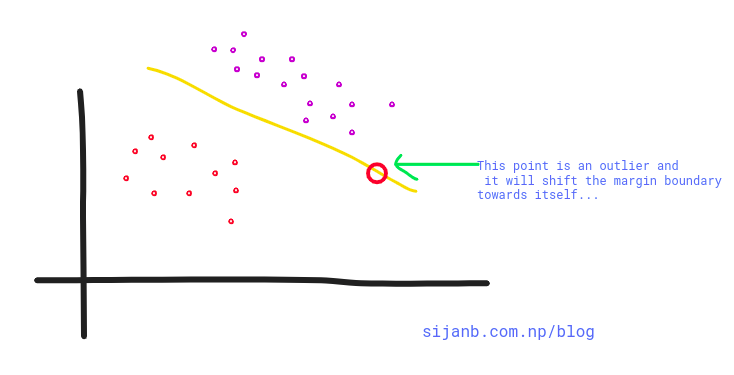 This point is an outlier and
it will shift the margin boundary
towards itself...
sijanb.com.np/blog